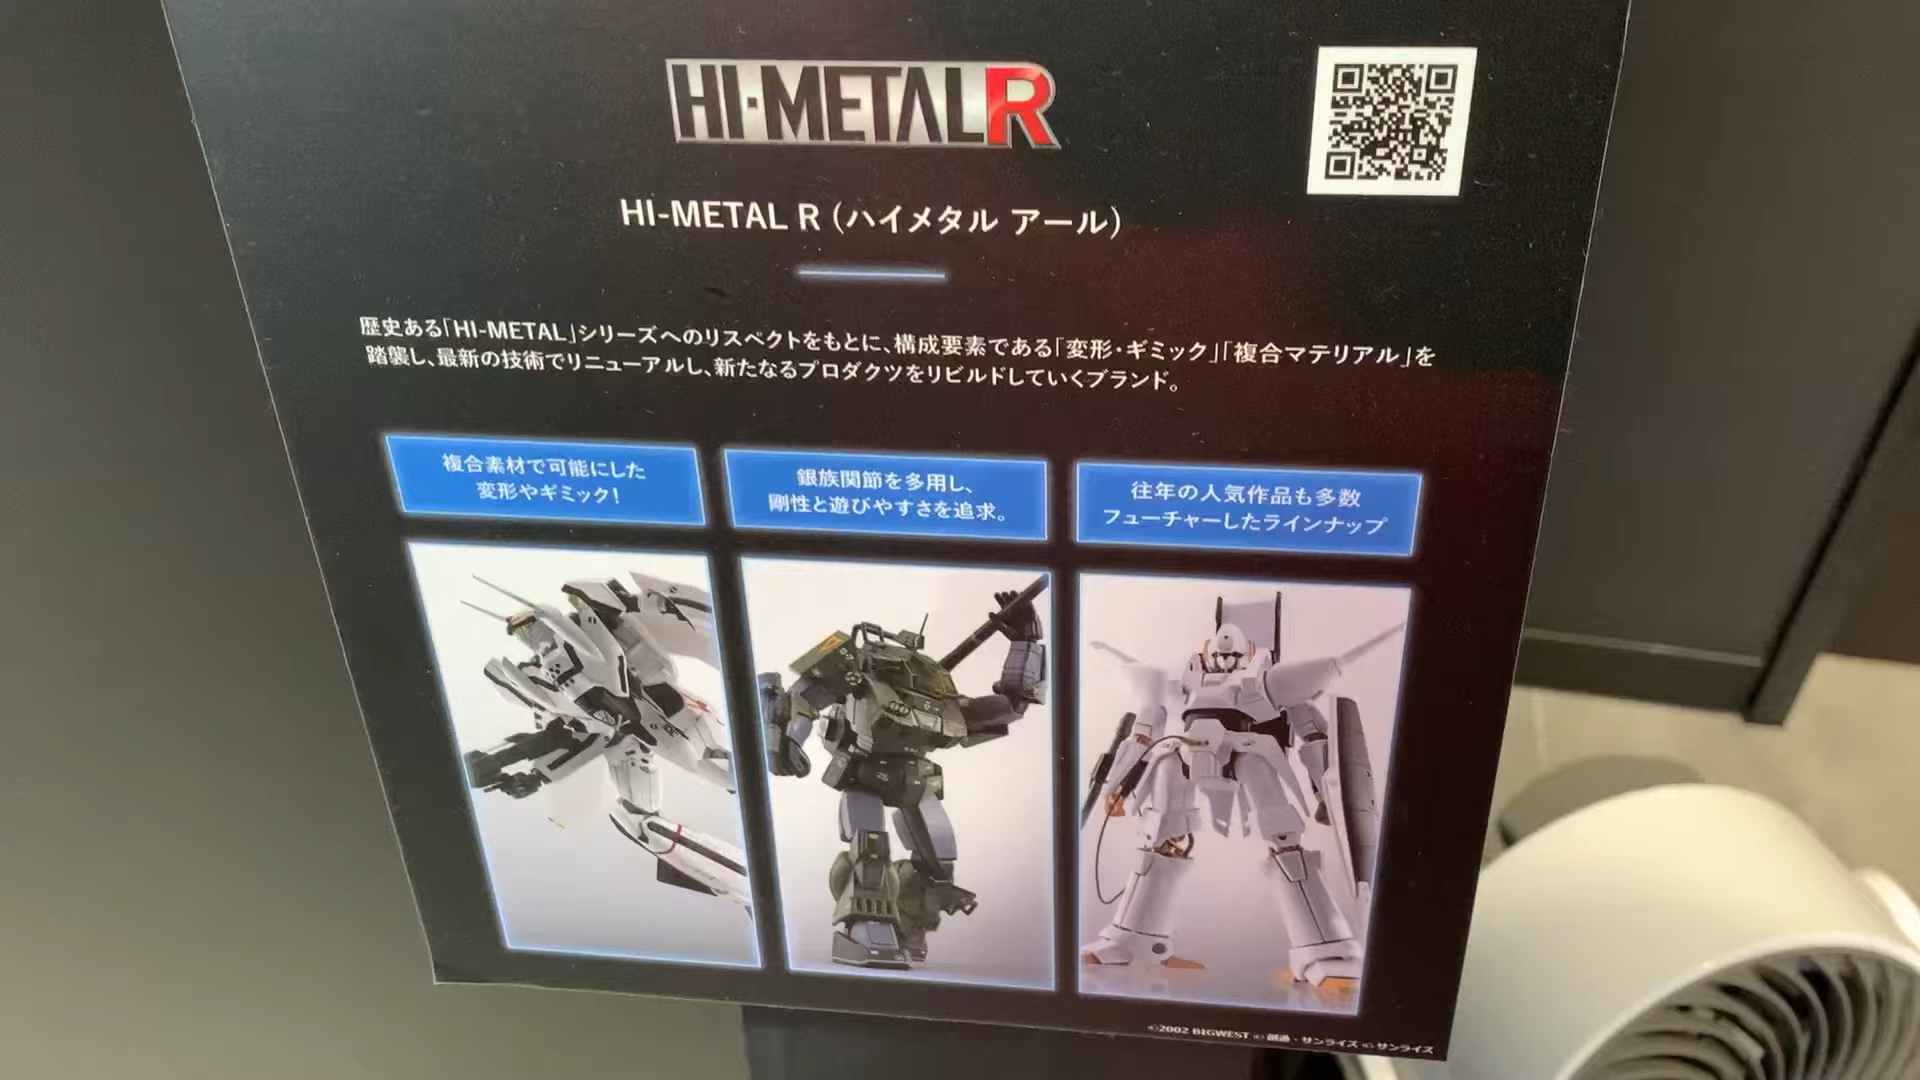 HI-METAL R
HI-METAL R (ハイメタル アール)
歴史ある「HI-METAL」シリーズへのリスペクトをもとに、構成要素である「変形・ギミック」「複合マテリアル」を
踏襲し、最新の技術でリニューアルし、新たなるプロダクツをリビルドしていくブランド。
複合素材で可能にした
変形やギミック!
銀族関節を多用し、
剛性と遊びやすさを追求。
往年の人気作品も多数
フューチャーしたラインナップ
©2002 BIGWEST © 創通・サンライズ © サンライズ